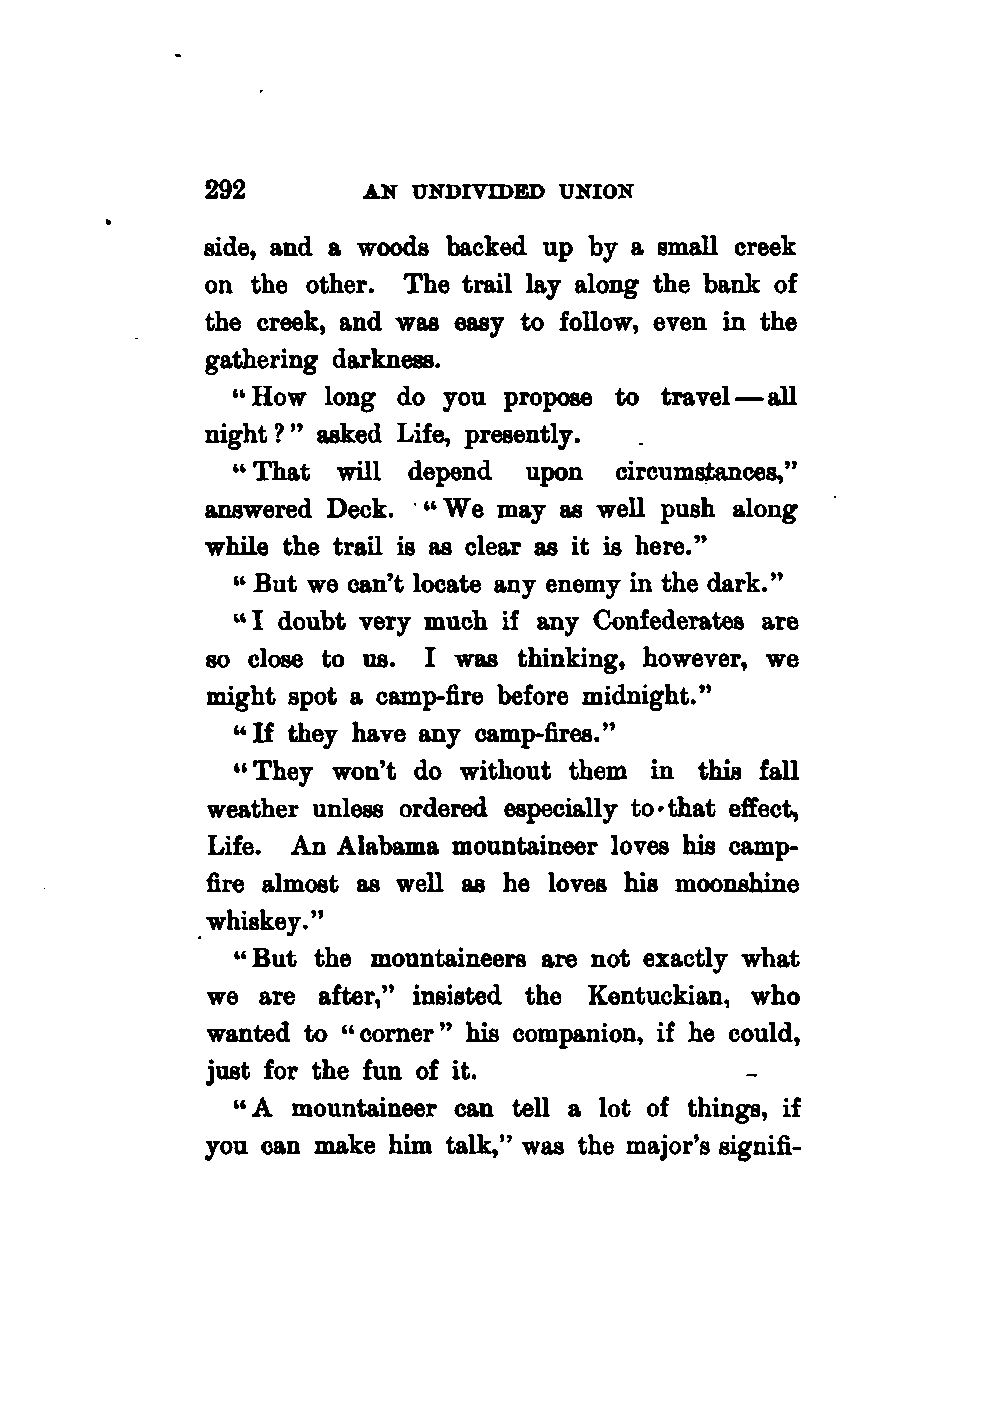 292 AN UNDIVIDED UNION
side, and a woods backed up by a small creek
on the other. The trail lay along the bank of
the creek, and was easy to follow, even in the
gathering darkness.
“How long do you propose to travel—all
night?” asked Life, presently.
“That will depend upon circumstances,”
answered Deck. “We may as well push along
while the trail is as clear as it is here.”
“But we can’t locate any enemy in the dark.”
“I doubt very much if any Confederates are
so close to us. I was thinking, however, we
might spot a camp-fire before midnight.”
“If they have any camp-fires.”
“They won’t do without them in this fall
weather unless ordered especially to that effect,
Life. An Alabama mountaineer loves his camp-
fire almost as well as he loves his moonshine
whiskey.”
“But the mountaineers are not exactly what
we are after,” insisted the Kentuckian, who
wanted to “corner” his companion, if he could,
just for the fun of it.
“A mountaineer can tell a lot of things, if
you can make him talk,” was the major’s signifi-